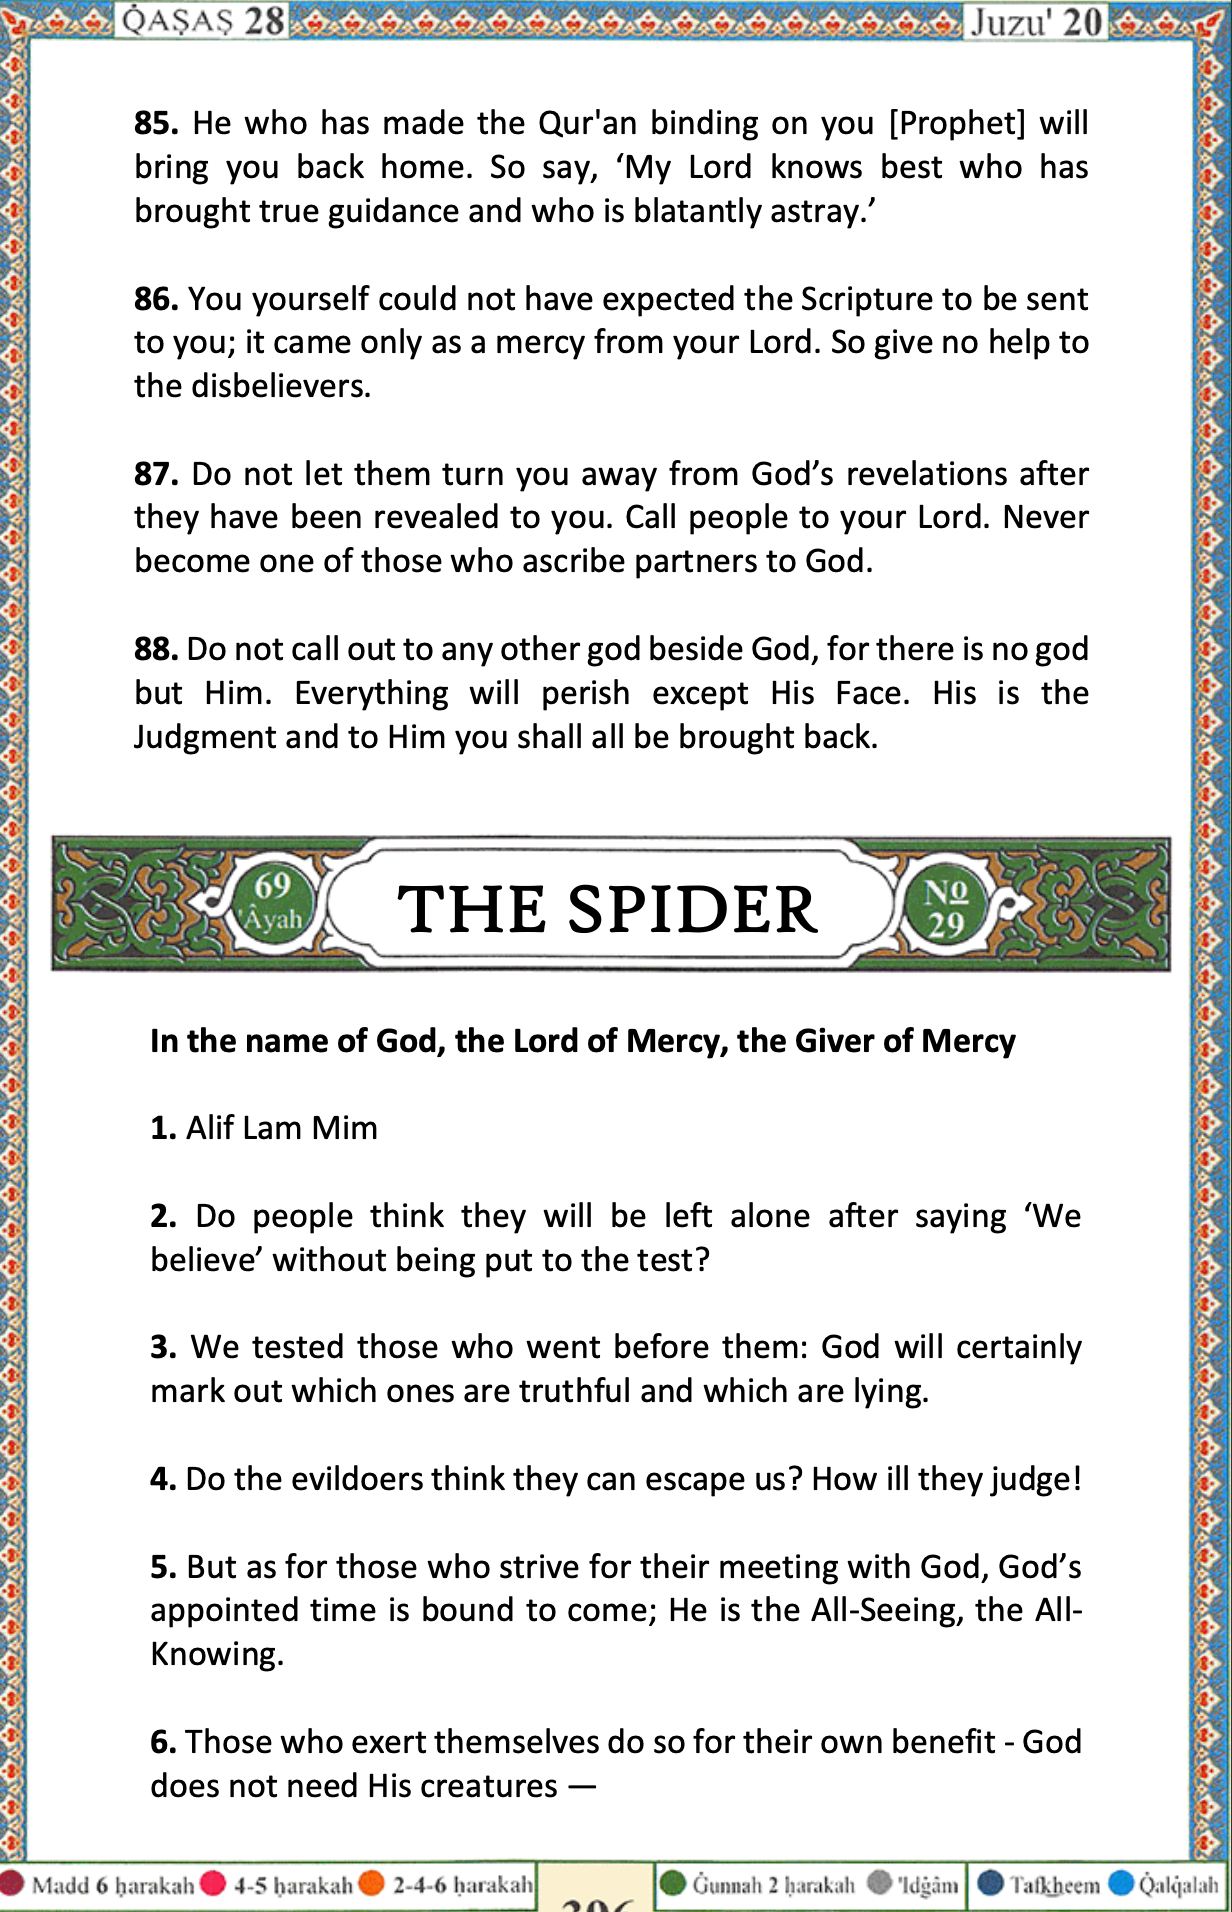 QAṢAṢ 28
Juzu' 20
85. He who has made the Qur'an binding on you [Prophet] will
bring you back home. So say, ‘My Lord knows best who has
brought true guidance and who is blatantly astray.’
86. You yourself could not have expected the Scripture to be sent
to you; it came only as a mercy from your Lord. So give no help to
the disbelievers.
87. Do not let them turn you away from God’s revelations after
they have been revealed to you. Call people to your Lord. Never
become one of those who ascribe partners to God.
88. Do not call out to any other god beside God, for there is no god
but Him. Everything will perish except His Face. His is the
Judgment and to Him you shall all be brought back.
69
'Âyah
THE SPIDER
No
29
In the name of God, the Lord of Mercy, the Giver of Mercy
1. Alif Lam Mim
2. Do people think they will be left alone after saying ‘We
believe’ without being put to the test?
3. We tested those who went before them: God will certainly
mark out which ones are truthful and which are lying.
4. Do the evildoers think they can escape us? How ill they judge!
5. But as for those who strive for their meeting with God, God’s
appointed time is bound to come; He is the All-Seeing, the All-
Knowing.
6. Those who exert themselves do so for their own benefit - God
does not need His creatures —
Madd 6 ḥarakah 4-5 ḥarakah 2-4-6 ḥarakah
Ġunnah 2 ḥarakah 'Idġâm Tafkheem Q̇alq̇alah